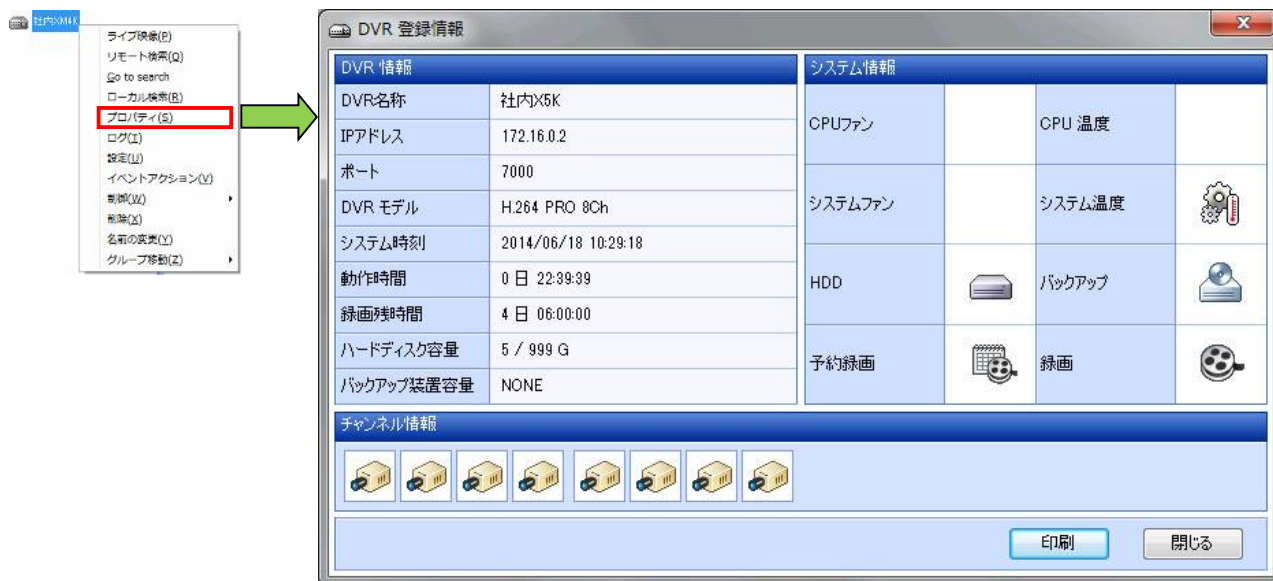 社内XM4K
ライブ映像(P)
リモート検索(Q)
Go to search
ローカル検索(R)
プロパティ(S)
ログ(T)
設定(U)
イベントアクション(V)
制御(W)
削除(X)
名前の変更(Y)
グループ移動(Z)
DVR 登録情報
DVR 情報
DVR名称 社内X5K
IPアドレス 172.16.0.2
ポート 7000
DVR モデル H.264 PRO 8Ch
システム時刻 2014/06/18 10:29:18
動作時間 0 日 22:39:39
録画残時間 4 日 06:00:00
ハードディスク容量 5 / 999 G
バックアップ装置容量 NONE
システム情報
CPUファン CPU 温度
システムファン システム温度
HDD バックアップ
予約録画 録画
チャンネル情報
印刷 閉じる